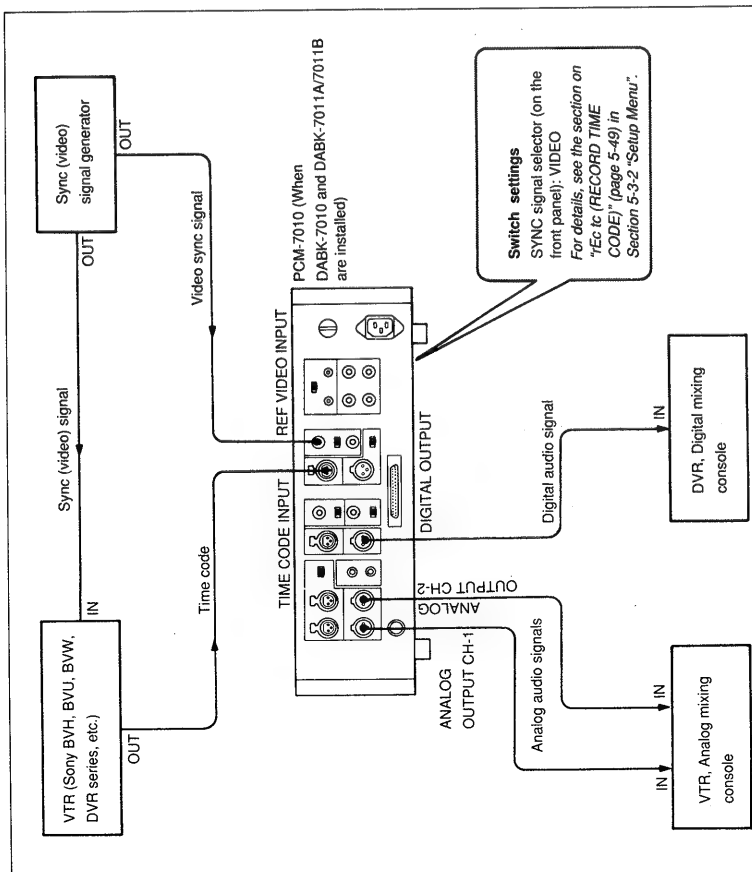 Sync (video)
signal generator
OUT
OUT
Sync (video) signal
Video sync signal
VTR (Sony BVH, BVU, BVW,
DVR series, etc.)
IN
OUT
Time code
PCM-7010 (When
DABK-7010 and DABK-7011A/7011B
are installed)
REF VIDEO INPUT
TIME CODE INPUT
DIGITAL OUTPUT
ANALOG
OUTPUT CH-2
ANALOG
OUTPUT CH-1
Switch settings
SYNC signal selector (on the
front panel): VIDEO
For details, see the section on
"rEc tc (RECORD TIME
CODE)" (page 5-49) in
Section 5-3-2 "Setup Menu".
Digital audio signal
Analog audio signals
IN
DVR, Digital mixing
console
IN
IN
VTR, Analog mixing
console